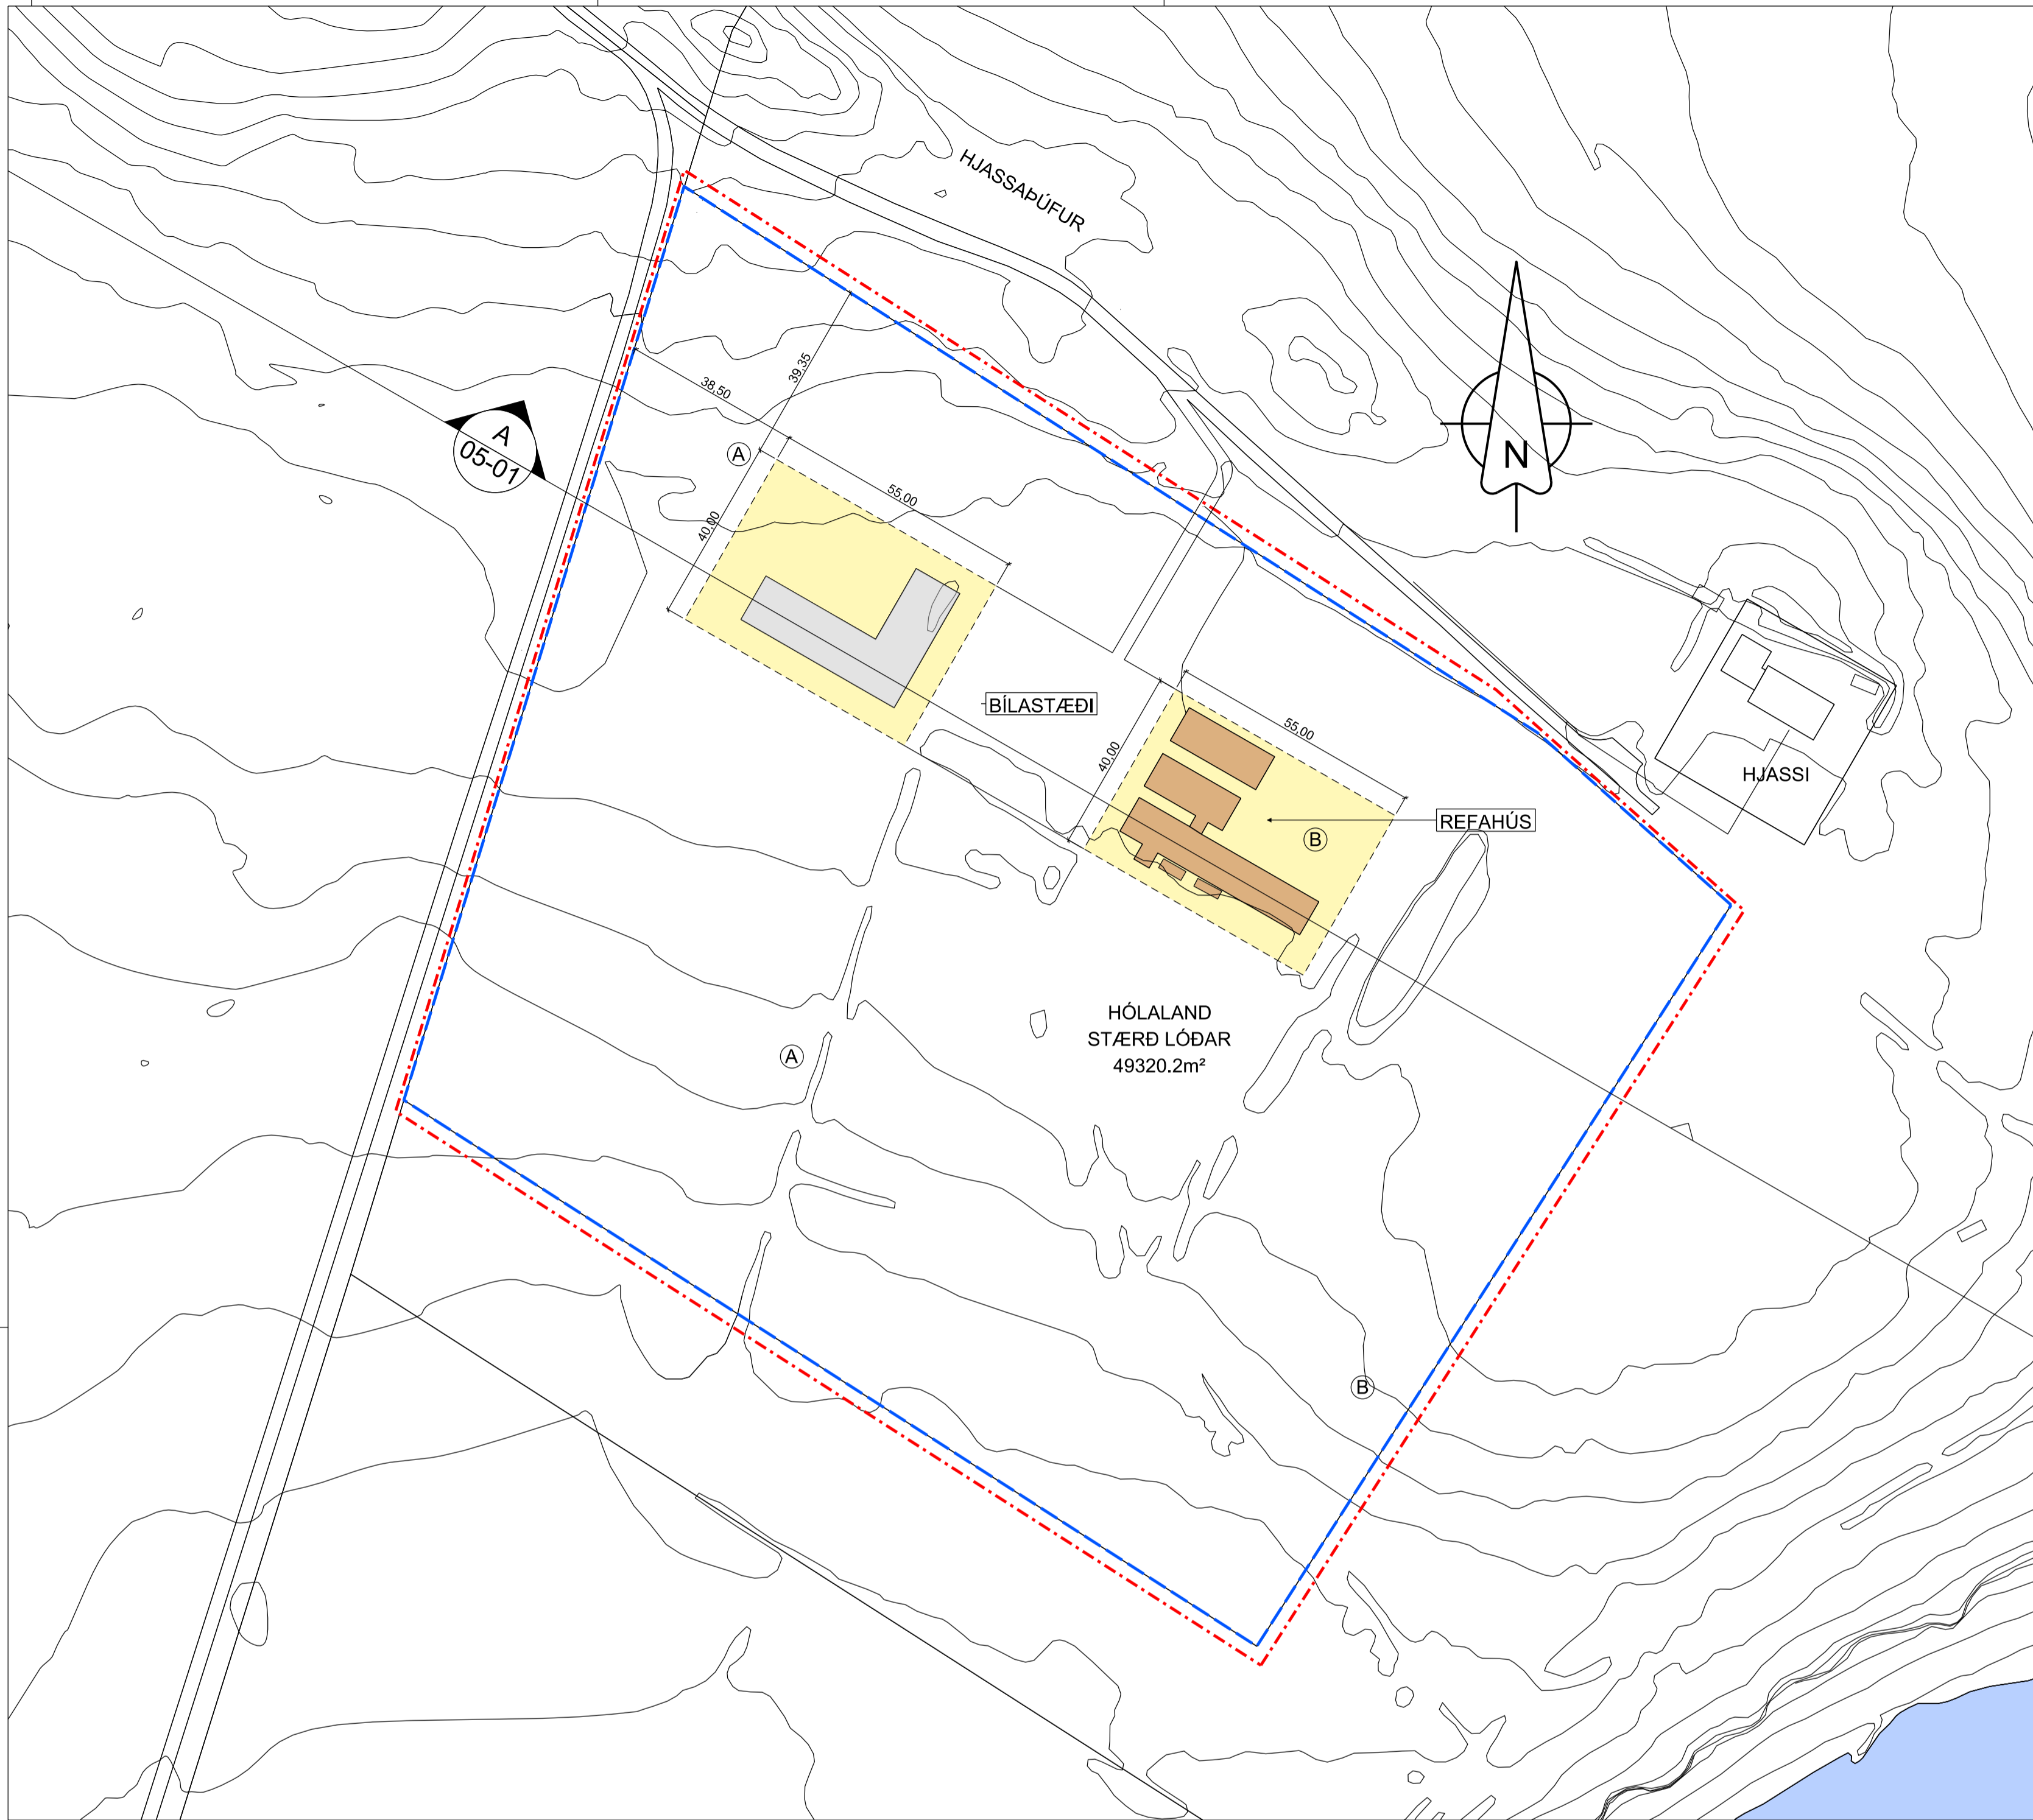 HJASSAÞÚFUR
N
39,35
38,50
A
05-01
A
55,00
40,00
BÍLASTÆÐI
55,00
40,00
HJASSI
REFAHÚS
B
HÓLALAND
STÆRÐ LÓÐAR
49320.2m²
A
B